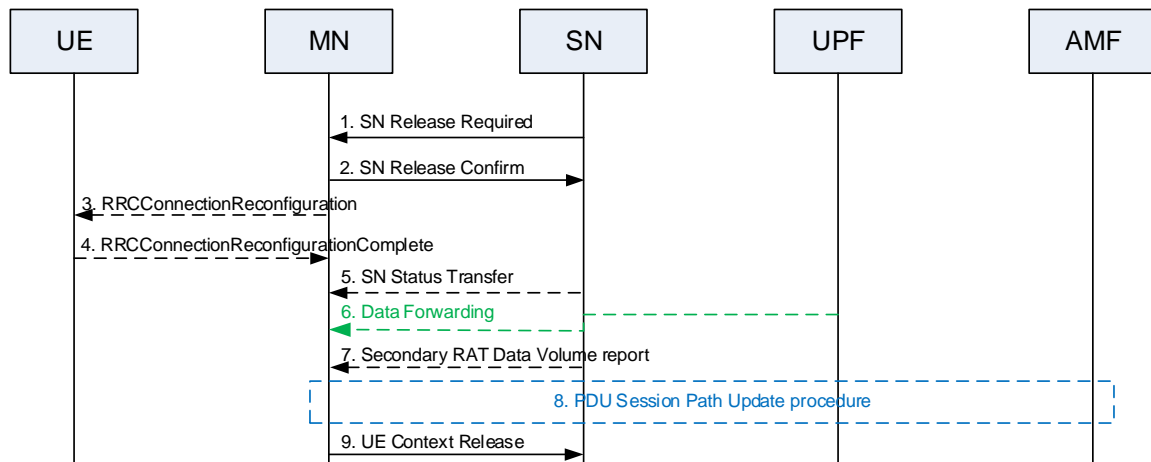 UE MN SN UPF AMF
1. SN Release Required
2. SN Release Confirm
3. RRCConnectionReconfiguration
4. RRCConnectionReconfigurationComplete
5. SN Status Transfer
6. Data Forwarding
7. Secondary RAT Data Volume report
8. PDU Session Path Update procedure
9. UE Context Release